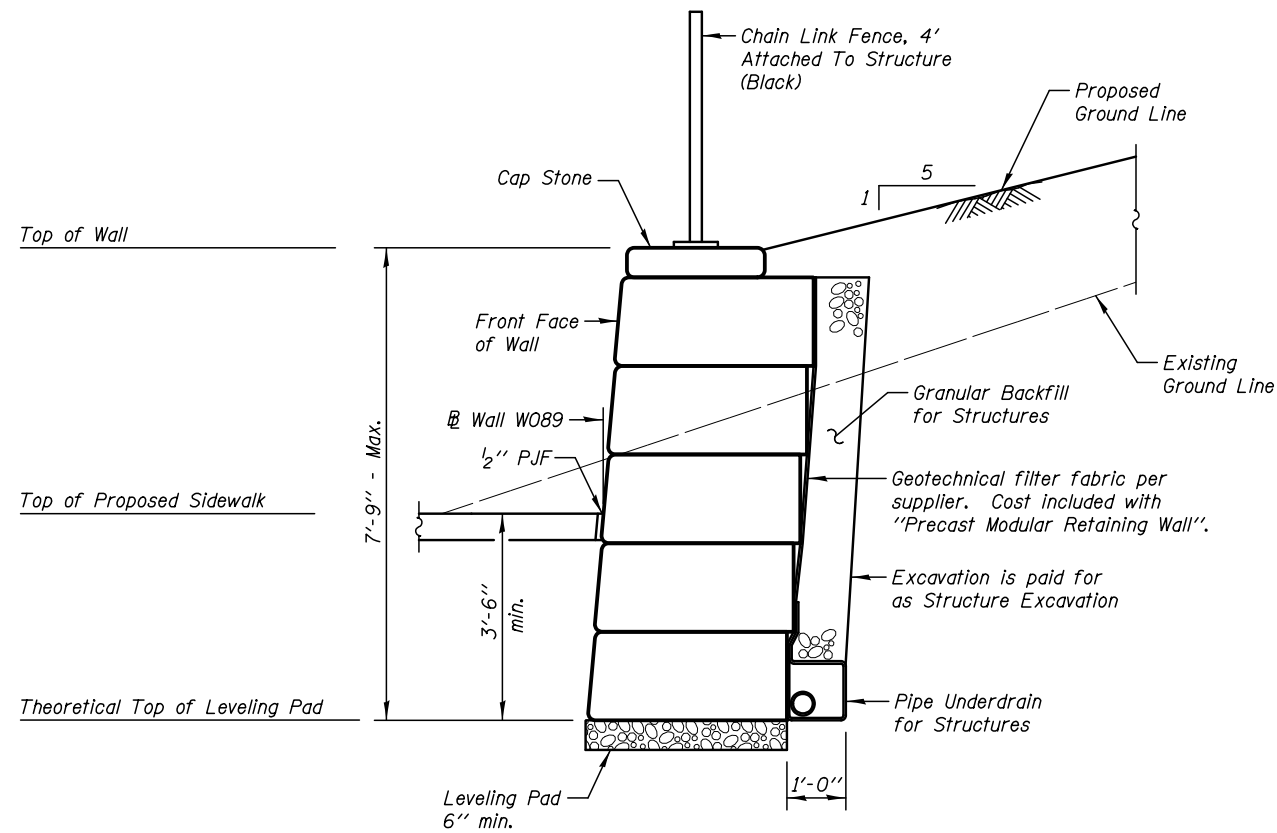 Chain Link Fence, 4'
Attached To Structure
(Black)
Proposed
Ground Line
5
1
Cap Stone
Top of Wall
Front Face
of Wall
Existing
Ground Line
Granular Backfill
for Structures
℄ Wall W089
1/2'' PJF
7'-9'' - Max.
Top of Proposed Sidewalk
Geotechnical filter fabric per
supplier. Cost included with
"Precast Modular Retaining Wall".
3'-6''
min.
Excavation is paid for
as Structure Excavation
Theoretical Top of Leveling Pad
Pipe Underdrain
for Structures
1'-0''
Leveling Pad
6'' min.